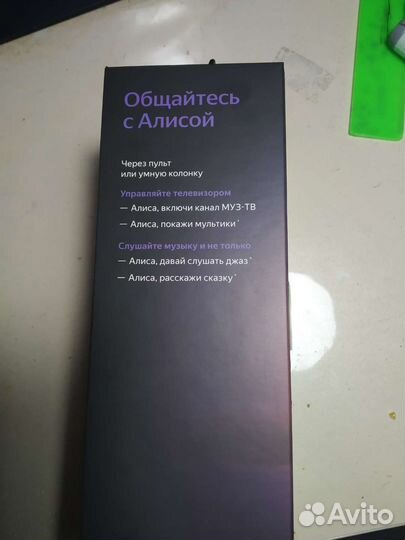 Общайтесь
с Алисой
Через пульт
или умную колонку
Управляйте телевизором
— Алиса, включи канал МУЗ-ТВ
— Алиса, покажи мультики*
Слушайте музыку и не только
— Алиса, давай слушать джаз*
— Алиса, расскажи сказку*
Avito